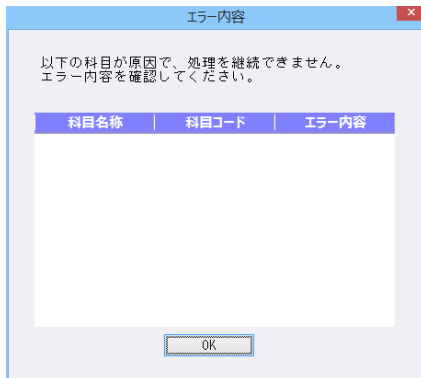 エラー内容
以下の科目が原因で、処理を継続できません。
エラー内容を確認してください。
科目名称 科目コード エラー内容
OK